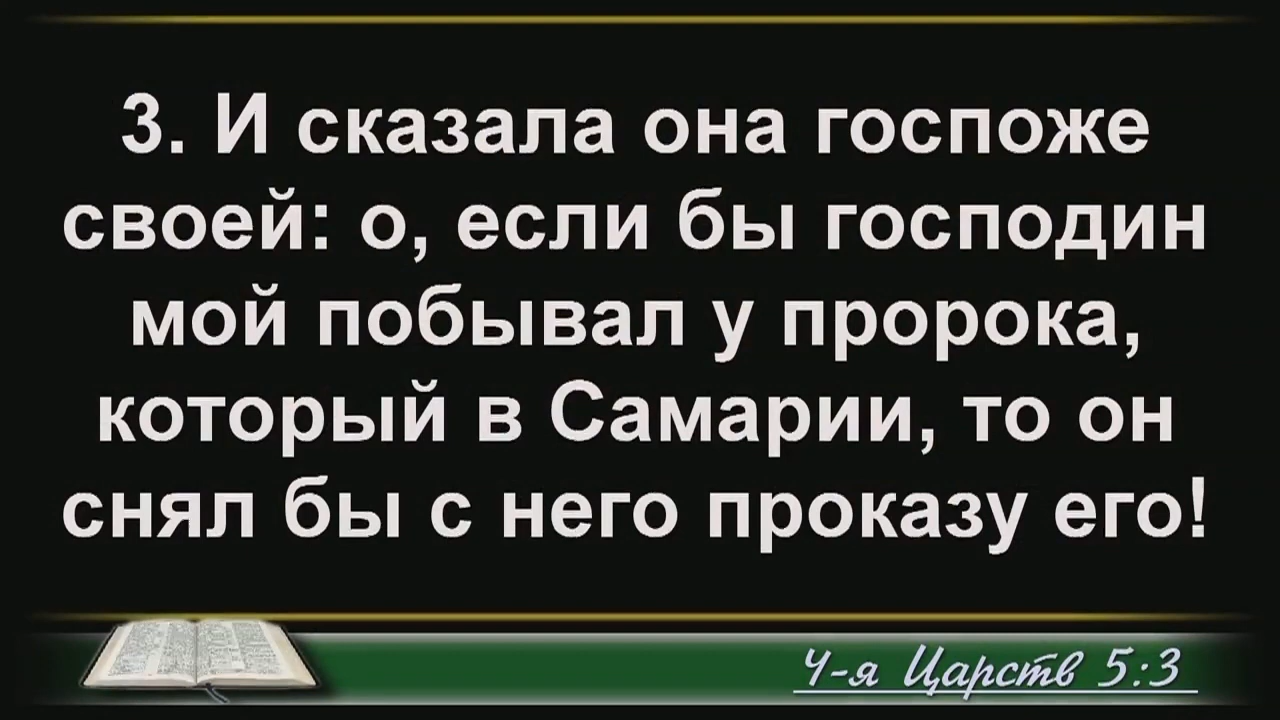 3. И сказала она госпоже
своей: о, если бы господин
мой побывал у пророка,
который в Самарии, то он
снял бы с него проказу его!
4-я Царств 5:3